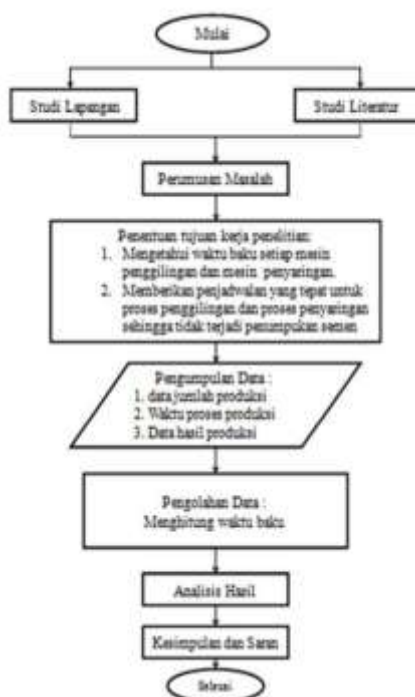 Mulai
Studi Lapangan
Studi Literatur
Perumusan Masalah
Penentuan tujuan kerja penelitian:
1. Mengetahui waktu baku setiap mesin
penggilingan dan mesin penyaringan.
2. Memberikan penjadwalan yang tepat untuk
proses penggilingan dan proses penyaringan
sehingga tidak terjadi penumpukan semen
Pengumpulan Data :
1. data jumlah produksi
2. Waktu proses produksi
3. Data hasil produksi
Pengolahan Data :
Menghitung waktu baku
Analisis Hasil
Kesimpulan dan Saran
Selesai